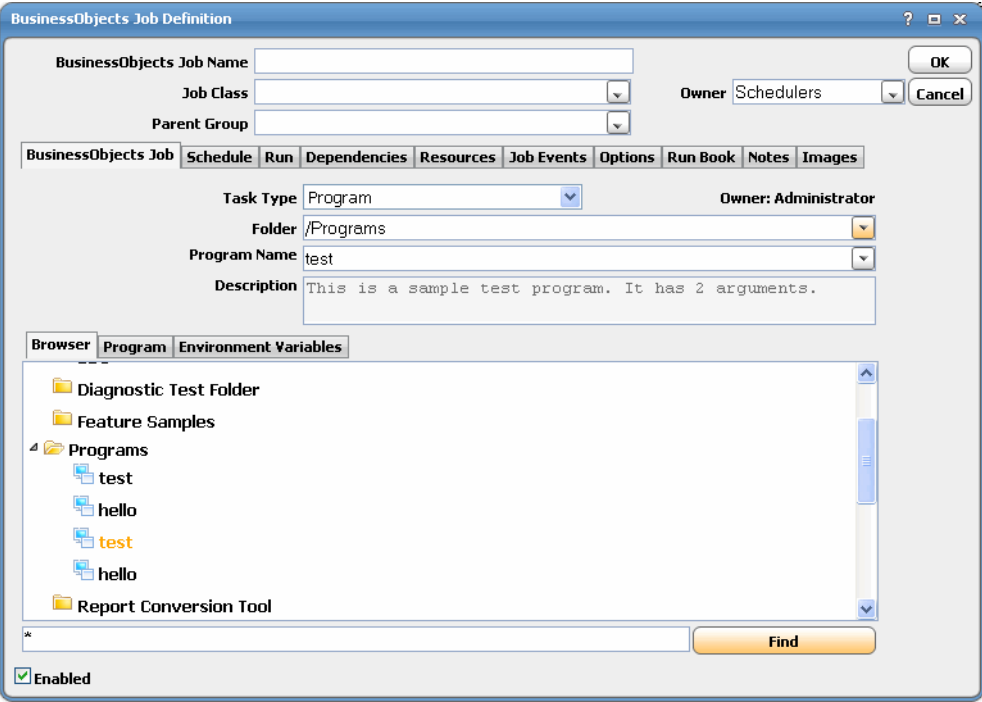 BusinessObjects Job Definition
BusinessObjects Job Name
OK
Job Class
Owner Schedulers
Cancel
Parent Group
BusinessObjects Job Schedule Run Dependencies Resources Job Events Options Run Book Notes Images
Task Type Program
Owner: Administrator
Folder /Programs
Program Name test
Description This is a sample test program. It has 2 arguments.
Browser Program Environment Variables
Diagnostic Test Folder
Feature Samples
Programs
test
hello
test
hello
Report Conversion Tool
* Find
Enabled